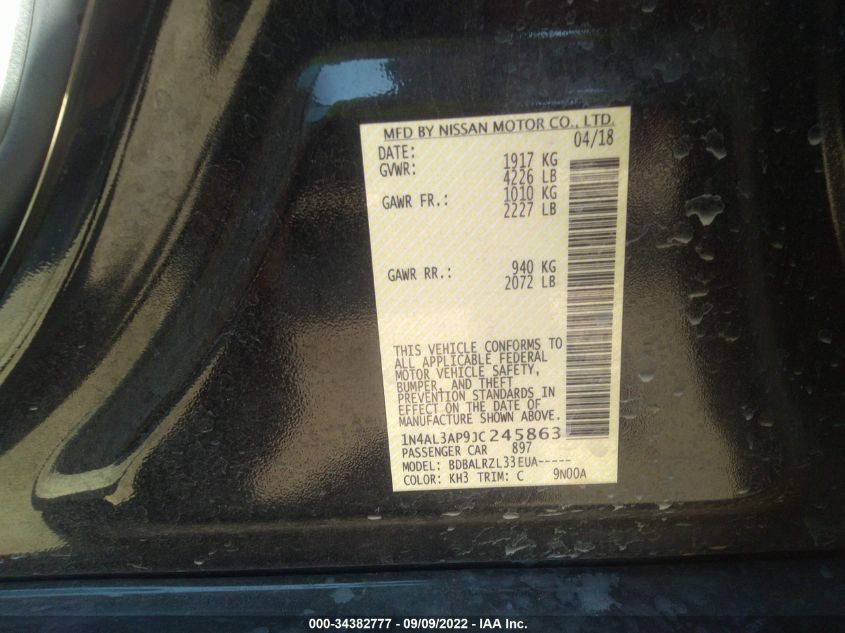 MFD BY NISSAN MOTOR CO., LTD.
DATE: 04/18
GVWR: 1917 KG
4226 LB
GAWR FR.: 1010 KG
2227 LB
GAWR RR.: 940 KG
2072 LB
THIS VEHICLE CONFORMS TO
ALL APPLICABLE FEDERAL
MOTOR VEHICLE SAFETY,
BUMPER, AND THEFT
PREVENTION STANDARDS IN
EFFECT ON THE DATE OF
MANUFACTURE SHOWN ABOVE.
1N4AL3AP9JC245863
PASSENGER CAR 897
MODEL: BDBALRZL33EUA-----
COLOR: KH3 TRIM: C 9N00A
000-34382777 - 09/09/2022 - IAA Inc.